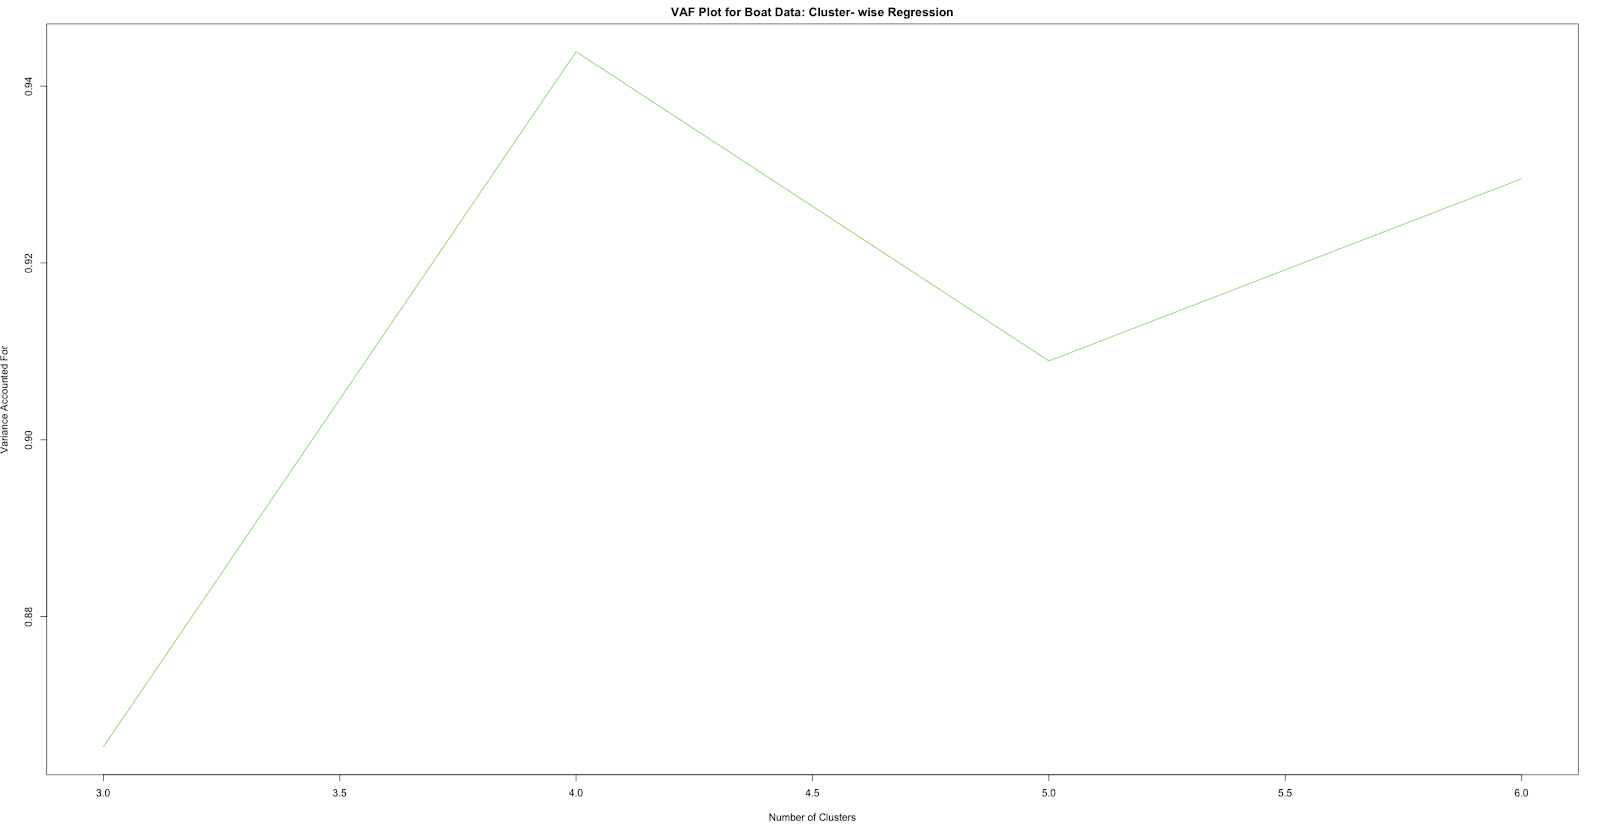 VAF Plot for Boat Data: Cluster- wise Regression
0.94
0.92
0.90
0.88
Variance Accounted For
3.0 3.5 4.0 4.5 5.0 5.5 6.0
Number of Clusters